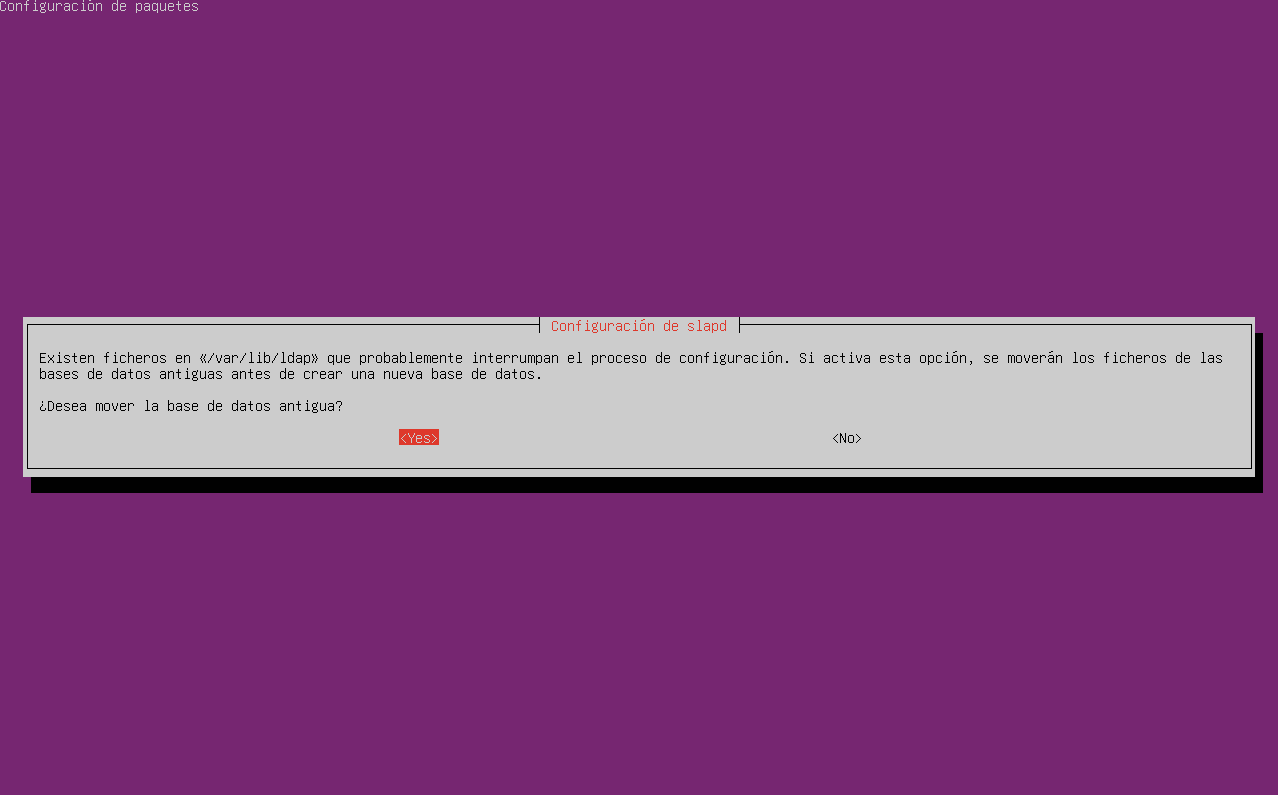 Configuración de paquetes
Configuración de slapd
Existen ficheros en «/var/lib/ldap» que probablemente interrumpan el proceso de configuración. Si activa esta opción, se moverán los ficheros de las
bases de datos antiguas antes de crear una nueva base de datos.
¿Desea mover la base de datos antigua?
<Yes> <No>